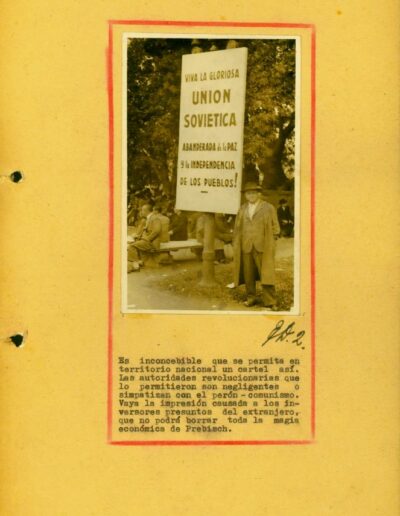 VIVA LA GLORIOSA
UNION
SOVIETICA
ABANDERADA de la PAZ
y la INDEPENDENCIA
DE LOS PUEBLOS!
2.
Es inconcebible que se permita en
territorio nacional un cartel así.
Las autoridades revolucionarias que
lo permitieron son negligentes o
simpatizan con el perón-comunismo.
Vaya la impresión causada a los in-
versores presuntos del extranjero,
que no podrá borrar toda la magia
económica de Prebisch.